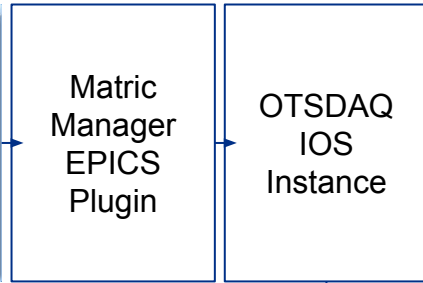 Matric
Manager
EPICS
Plugin
OTSDAQ
IOS
Instance